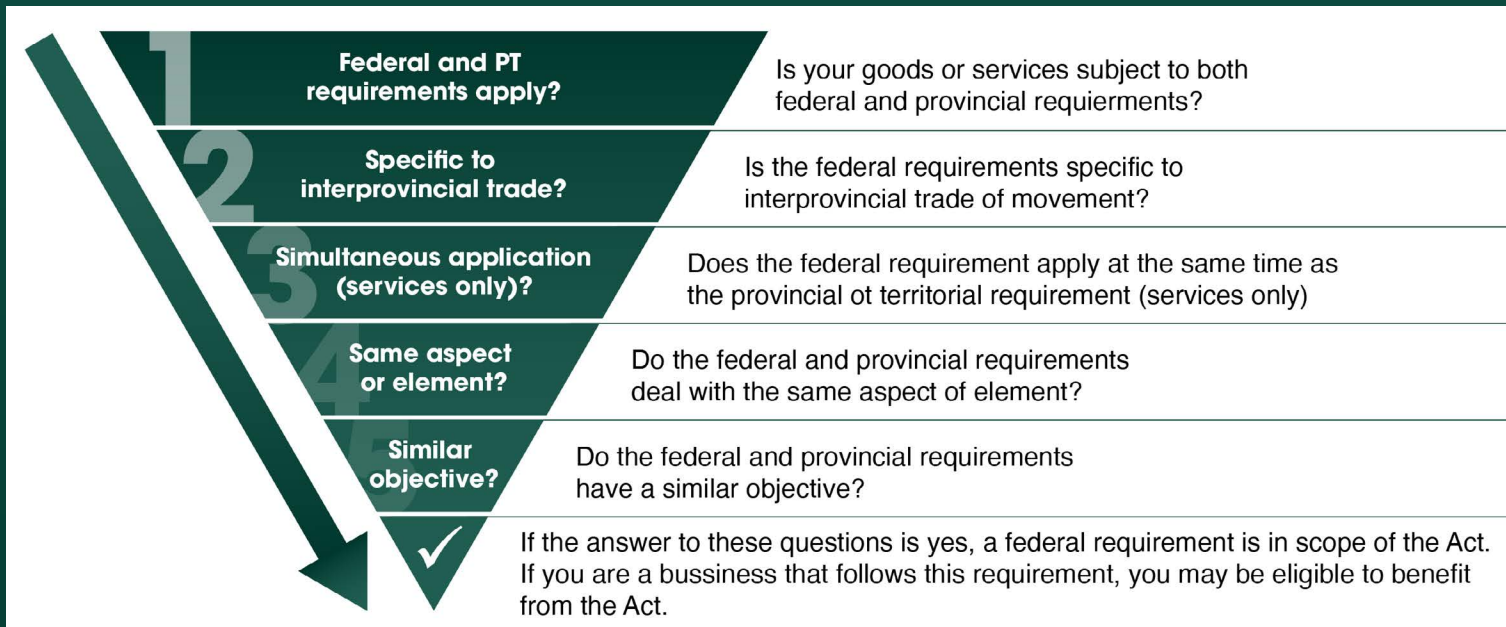 1
Federal and PT
requirements apply?
Is your goods or services subject to both
federal and provincial requierments?
2
Specific to
interprovincial trade?
Is the federal requirements specific to
interprovincial trade of movement?
3
Simultaneous application
(services only)?
Does the federal requirement apply at the same time as
the provincial ot territorial requirement (services only)
4
Same aspect
or element?
Do the federal and provincial requirements
deal with the same aspect of element?
5
Similar
objective?
Do the federal and provincial requirements
have a similar objective?
If the answer to these questions is yes, a federal requirement is in scope of the Act.
If you are a bussiness that follows this requirement, you may be eligible to benefit
from the Act.